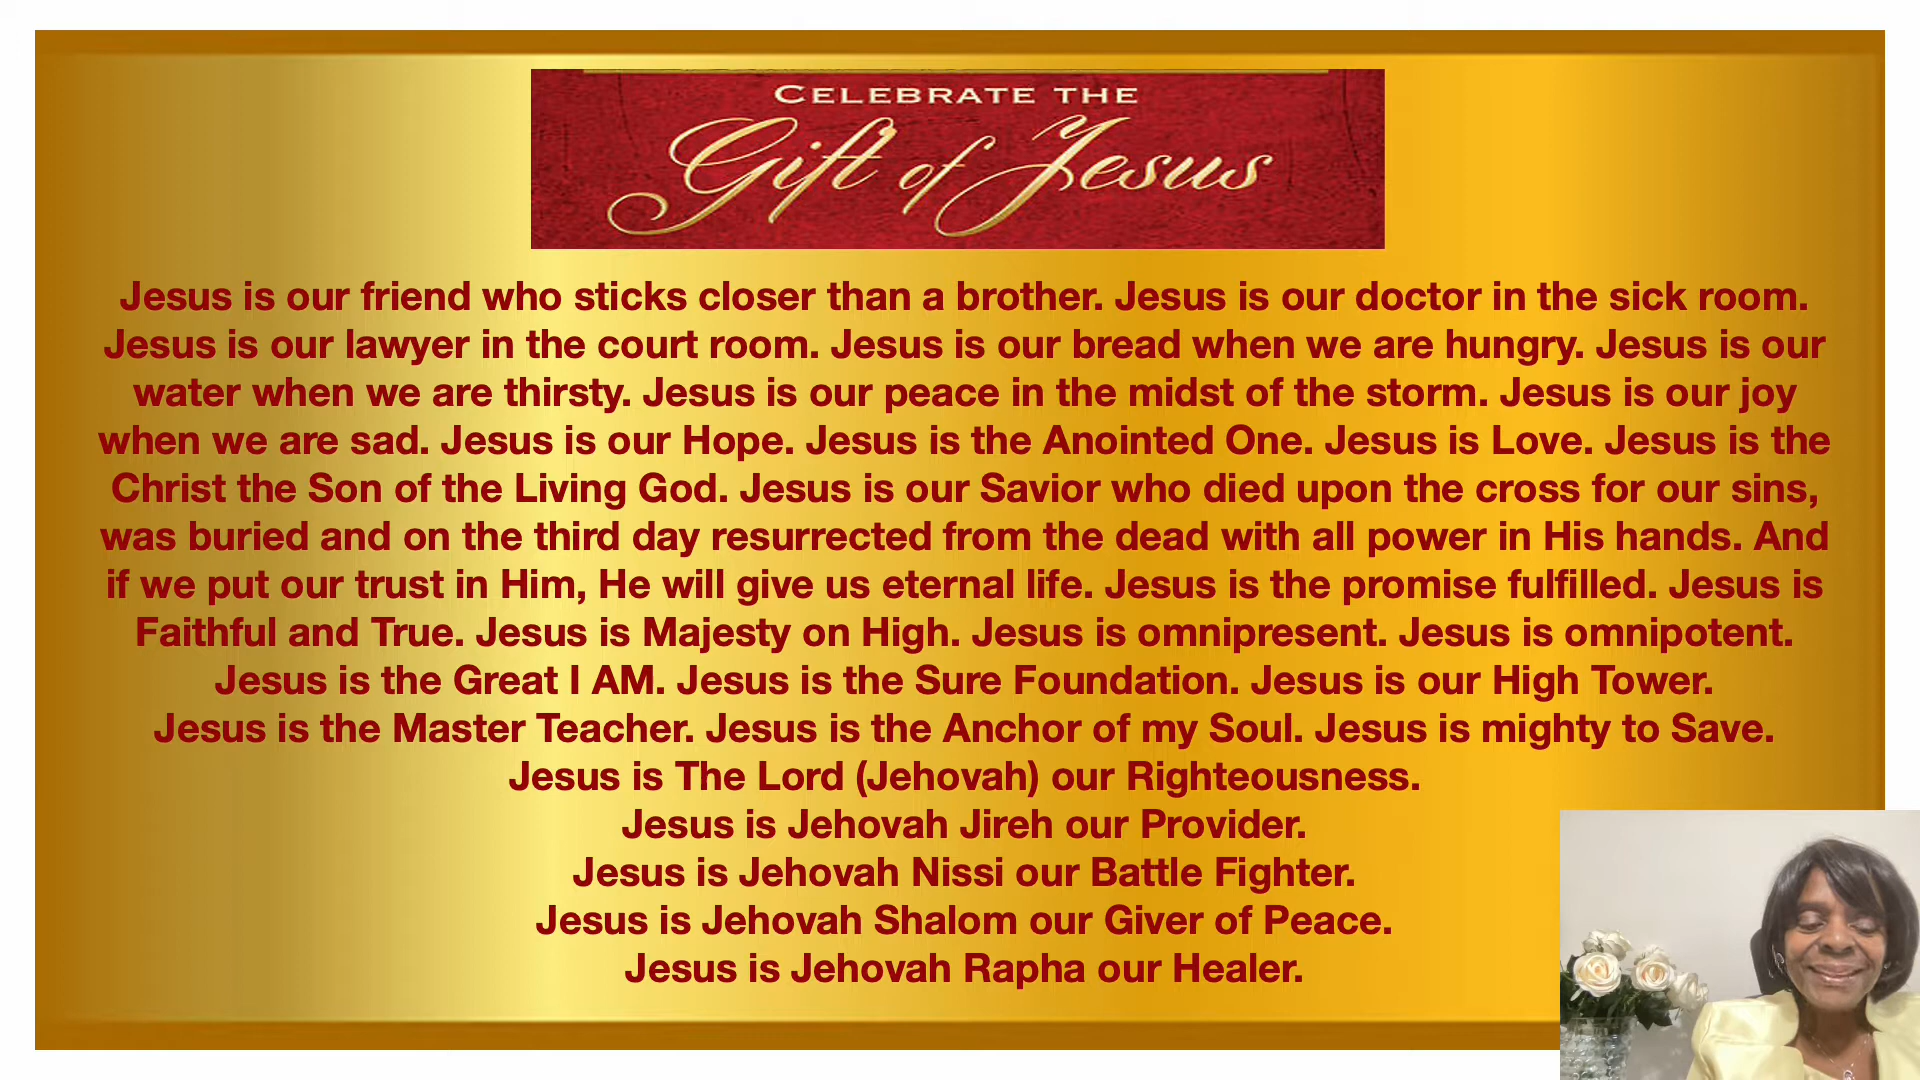 CELEBRATE THE
Gift of Jesus
Jesus is our friend who sticks closer than a brother. Jesus is our doctor in the sick room.
Jesus is our lawyer in the court room. Jesus is our bread when we are hungry. Jesus is our
water when we are thirsty. Jesus is our peace in the midst of the storm. Jesus is our joy
when we are sad. Jesus is our Hope. Jesus is the Anointed One. Jesus is Love. Jesus is the
Christ the Son of the Living God. Jesus is our Savior who died upon the cross for our sins,
was buried and on the third day resurrected from the dead with all power in His hands. And
if we put our trust in Him, He will give us eternal life. Jesus is the promise fulfilled. Jesus is
Faithful and True. Jesus is Majesty on High. Jesus is omnipresent. Jesus is omnipotent.
Jesus is the Great I AM. Jesus is the Sure Foundation. Jesus is our High Tower.
Jesus is the Master Teacher. Jesus is the Anchor of my Soul. Jesus is mighty to Save.
Jesus is The Lord (Jehovah) our Righteousness.
Jesus is Jehovah Jireh our Provider.
Jesus is Jehovah Nissi our Battle Fighter.
Jesus is Jehovah Shalom our Giver of Peace.
Jesus is Jehovah Rapha our Healer.